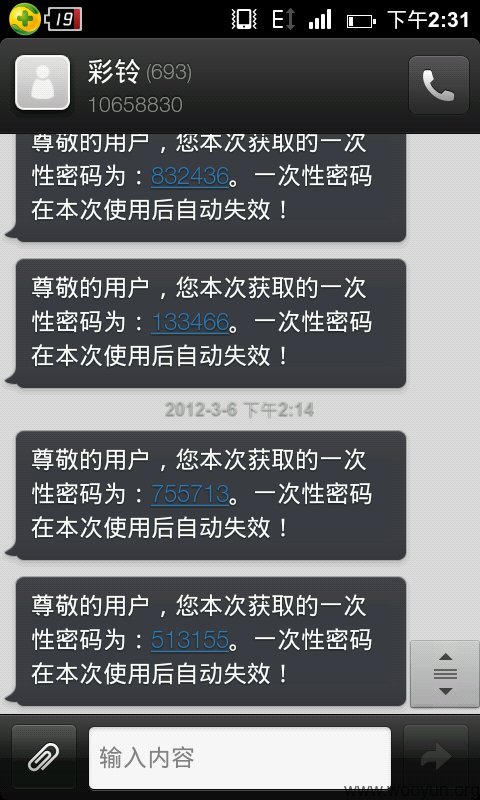 19 E 下午2:31
彩铃 (693)
10658830
尊敬的用户，您本次获取的一次
性密码为：832436。一次性密码
在本次使用后自动失效！
尊敬的用户，您本次获取的一次
性密码为：133466。一次性密码
在本次使用后自动失效！
2012-3-6 下午2:14
尊敬的用户，您本次获取的一次
性密码为：755713。一次性密码
在本次使用后自动失效！
尊敬的用户，您本次获取的一次
性密码为：513155。一次性密码
在本次使用后自动失效！
输入内容
www.wooyun.org